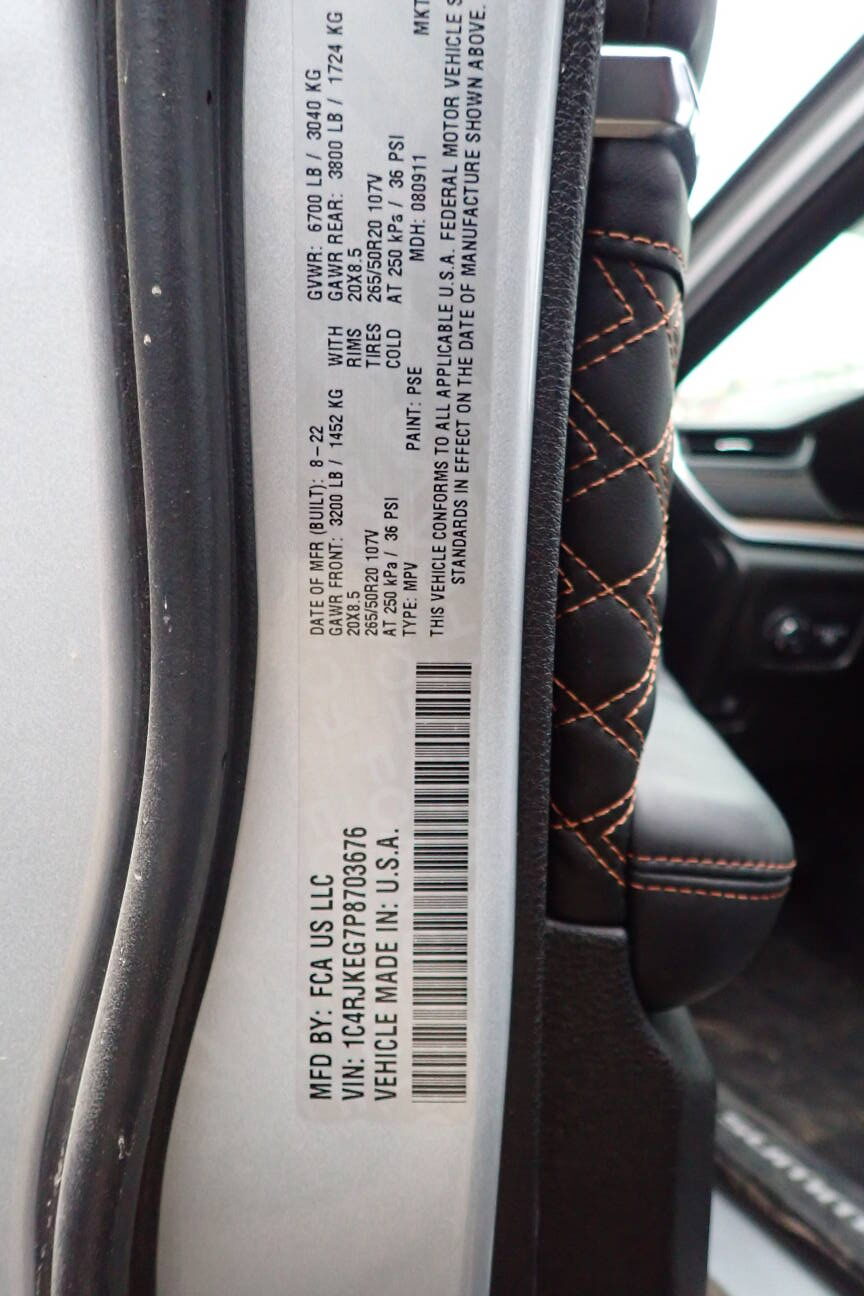 MFD BY: FCA US LLC
VIN: 1C4RJKEG7P8703676
VEHICLE MADE IN: U.S.A.
DATE OF MFR (BUILT): 8-22 GVWR: 6700 LB / 3040 KG
GAWR FRONT: 3200 LB / 1452 KG WITH GAWR REAR: 3800 LB / 1724 KG
20X8.5 RIMS 20X8.5
265/50R20 107V TIRES 265/50R20 107V
AT 250 kPa / 36 PSI COLD AT 250 kPa / 36 PSI
TYPE: MPV PAINT: PSE MDH: 080911 MKT
THIS VEHICLE CONFORMS TO ALL APPLICABLE U.S.A. FEDERAL MOTOR VEHICLE S
STANDARDS IN EFFECT ON THE DATE OF MANUFACTURE SHOWN ABOVE.